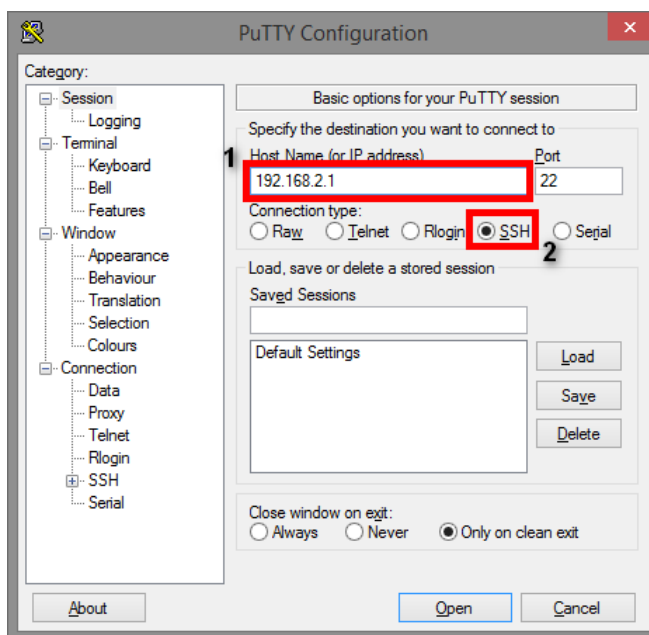 PuTTY Configuration
Category:
Session
Logging
Terminal
Keyboard
Bell
Features
Window
Appearance
Behaviour
Translation
Selection
Colours
Connection
Data
Proxy
Telnet
Rlogin
SSH
Serial
Basic options for your PuTTY session
Specify the destination you want to connect to
Host Name (or IP address) Port
1
192.168.2.1 22
Connection type:
Raw Telnet Rlogin SSH Serial
2
Load, save or delete a stored session
Saved Sessions
Default Settings
Load
Save
Delete
Close window on exit:
Always Never Only on clean exit
About Open Cancel